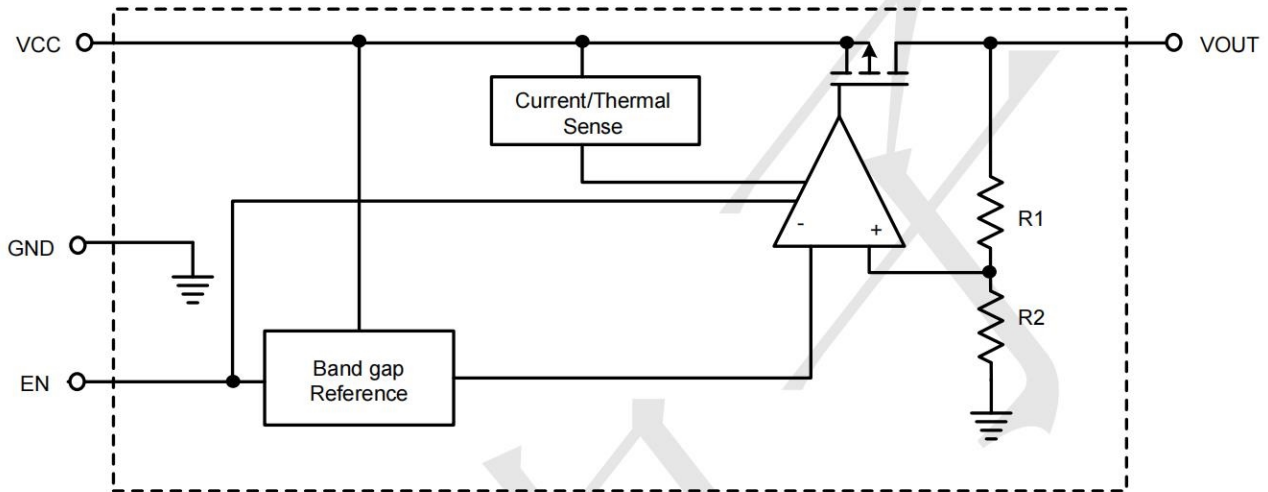 VCC
VOUT
Current/Thermal
Sense
-
+
R1
GND
R2
EN
Band gap
Reference